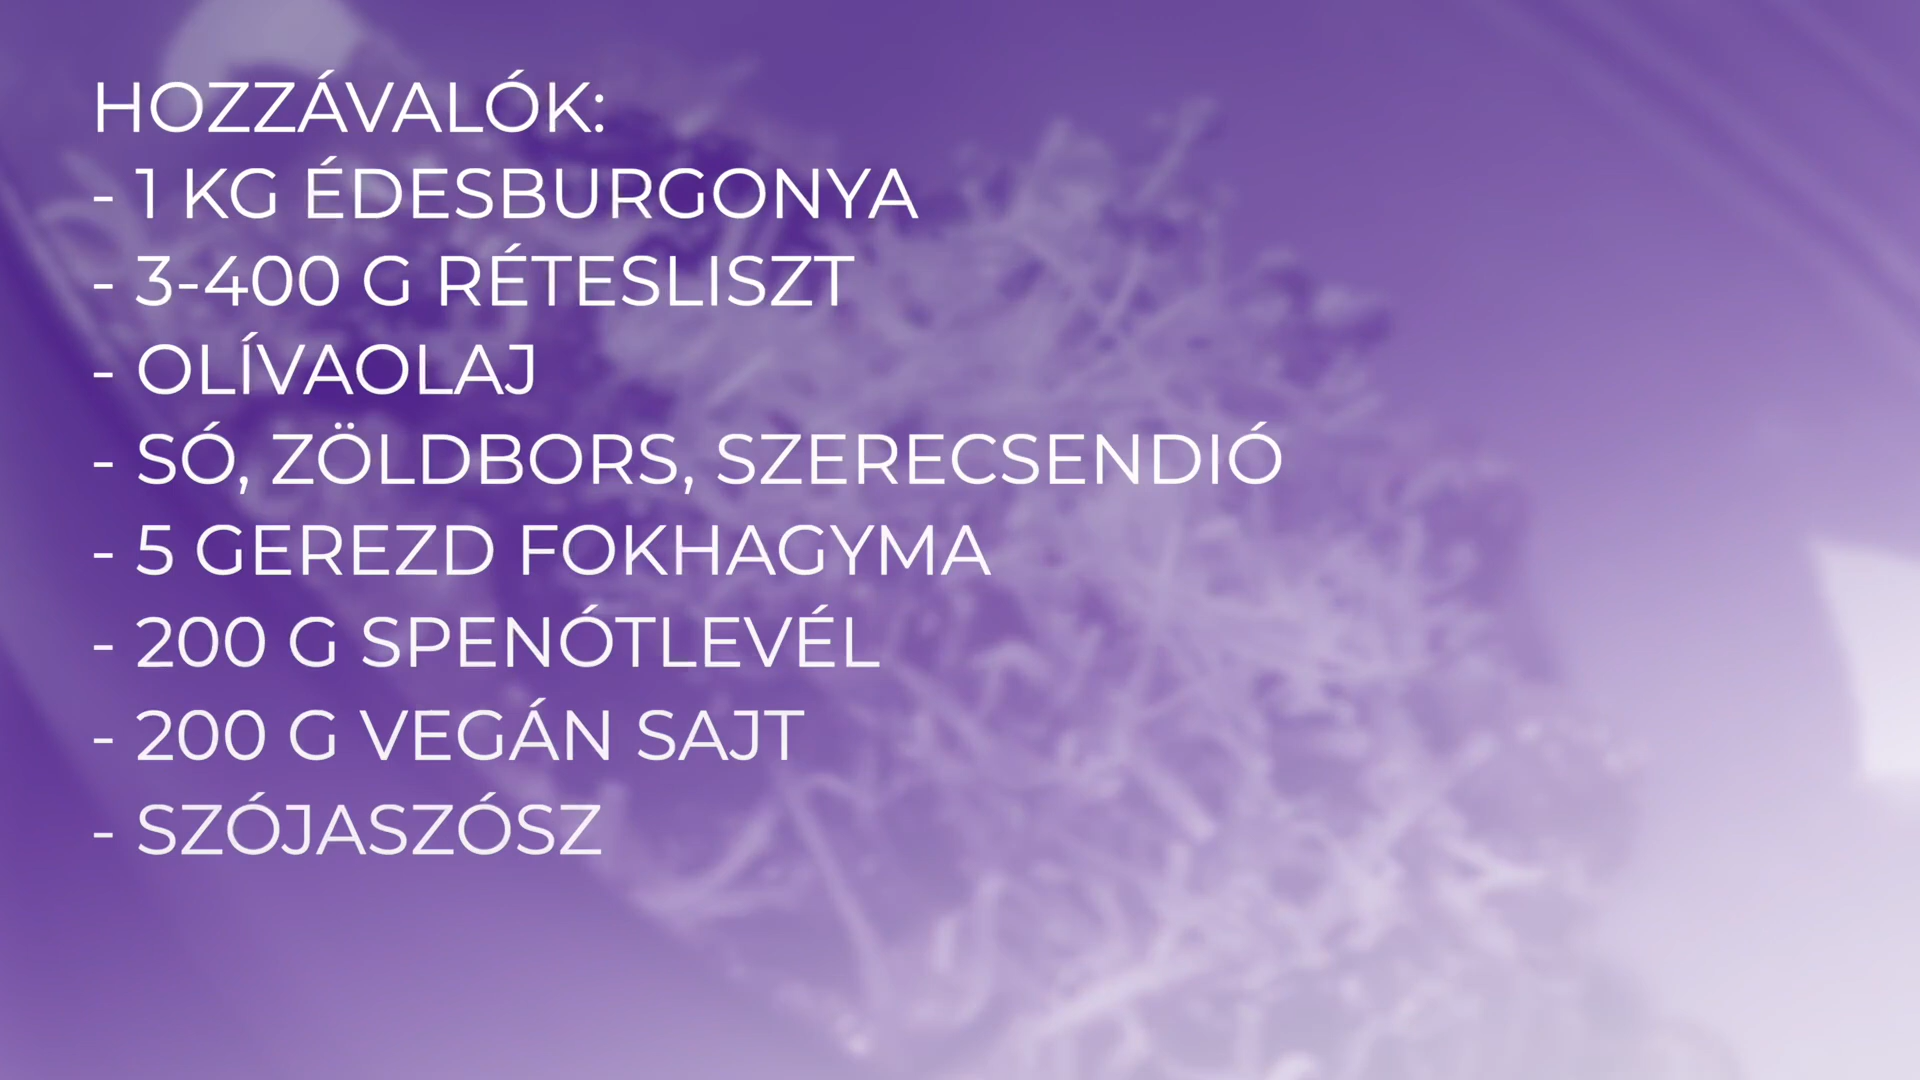 HOZZÁVALÓK:
- 1 KG ÉDESBURGONYA
- 3-400 G RÉTESLISZT
- OLÍVAOLAJ
- SÓ, ZÖLDBORS, SZERECSENDIÓ
- 5 GEREZD FOKHAGYMA
- 200 G SPENÓTLEVÉL
- 200 G VEGÁN SAJT
- SZÓJASZÓSZ